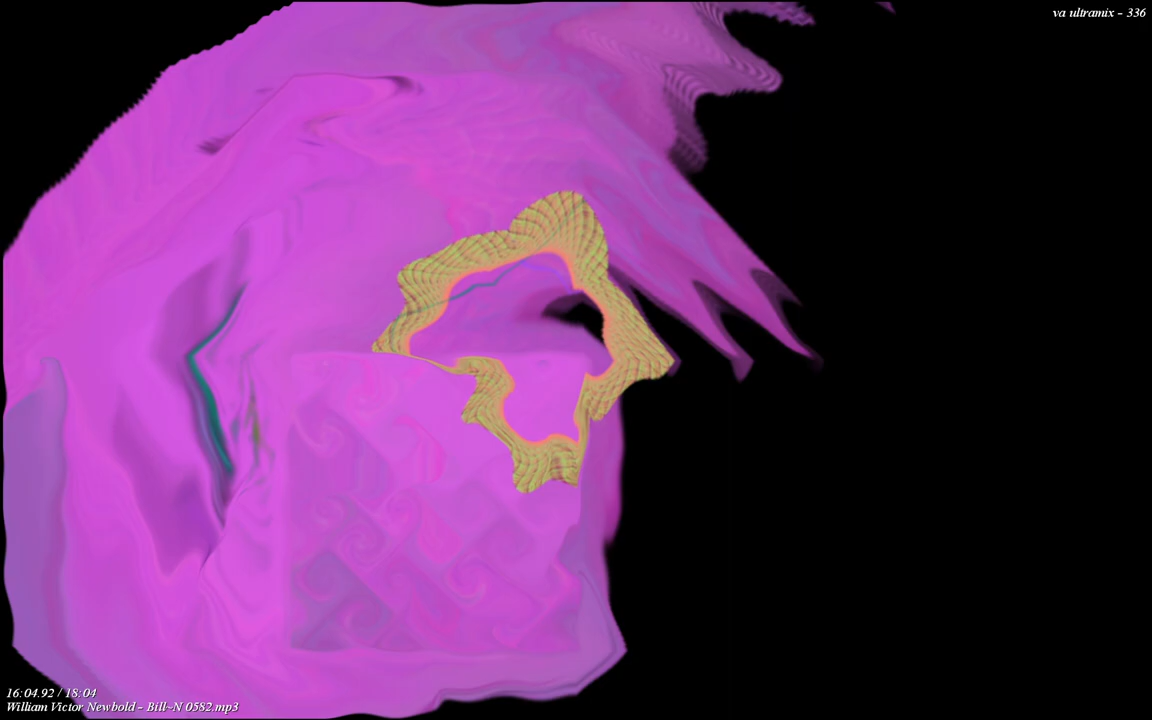 va ultramix - 336
16:04.92 / 18:04
William Victor Newbold - Bill~N 0582.mp3